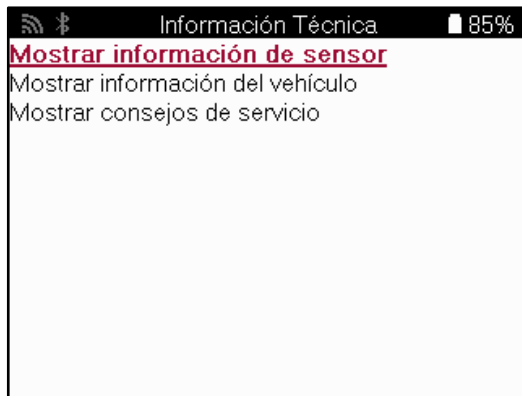 Información Técnica 85%
Mostrar información de sensor
Mostrar información del vehículo
Mostrar consejos de servicio